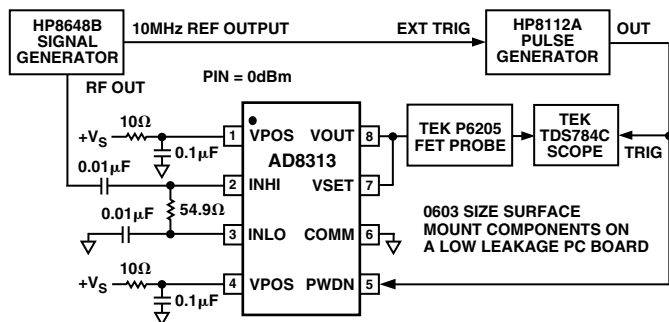 HP8648B
SIGNAL
GENERATOR
10MHz REF OUTPUT
EXT TRIG
HP8112A
PULSE
GENERATOR
OUT
RF OUT
PIN = 0dBm
10Ω
+VS
0.1µF
1 VPOS
VOUT 8
TEK P6205
FET PROBE
TEK
TDS784C
SCOPE
TRIG
AD8313
0.01µF
2 INHI
VSET 7
54.9Ω
0.01µF
3 INLO
COMM 6
0603 SIZE SURFACE
MOUNT COMPONENTS ON
A LOW LEAKAGE PC BOARD
10Ω
+VS
0.1µF
4 VPOS
PWDN 5